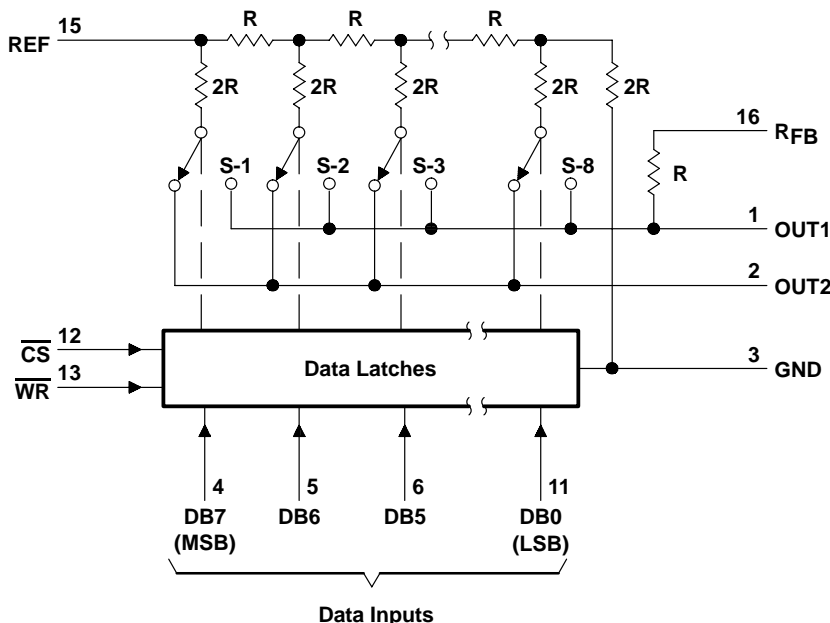 R R R
15
REF
2R 2R 2R 2R 2R
16
RFB
S-1 S-2 S-3 S-8
R
1
OUT1
2
OUT2
12
CS
13
WR
Data Latches
3
GND
4 5 6 11
DB7 DB6 DB5 DB0
(MSB) (LSB)
Data Inputs